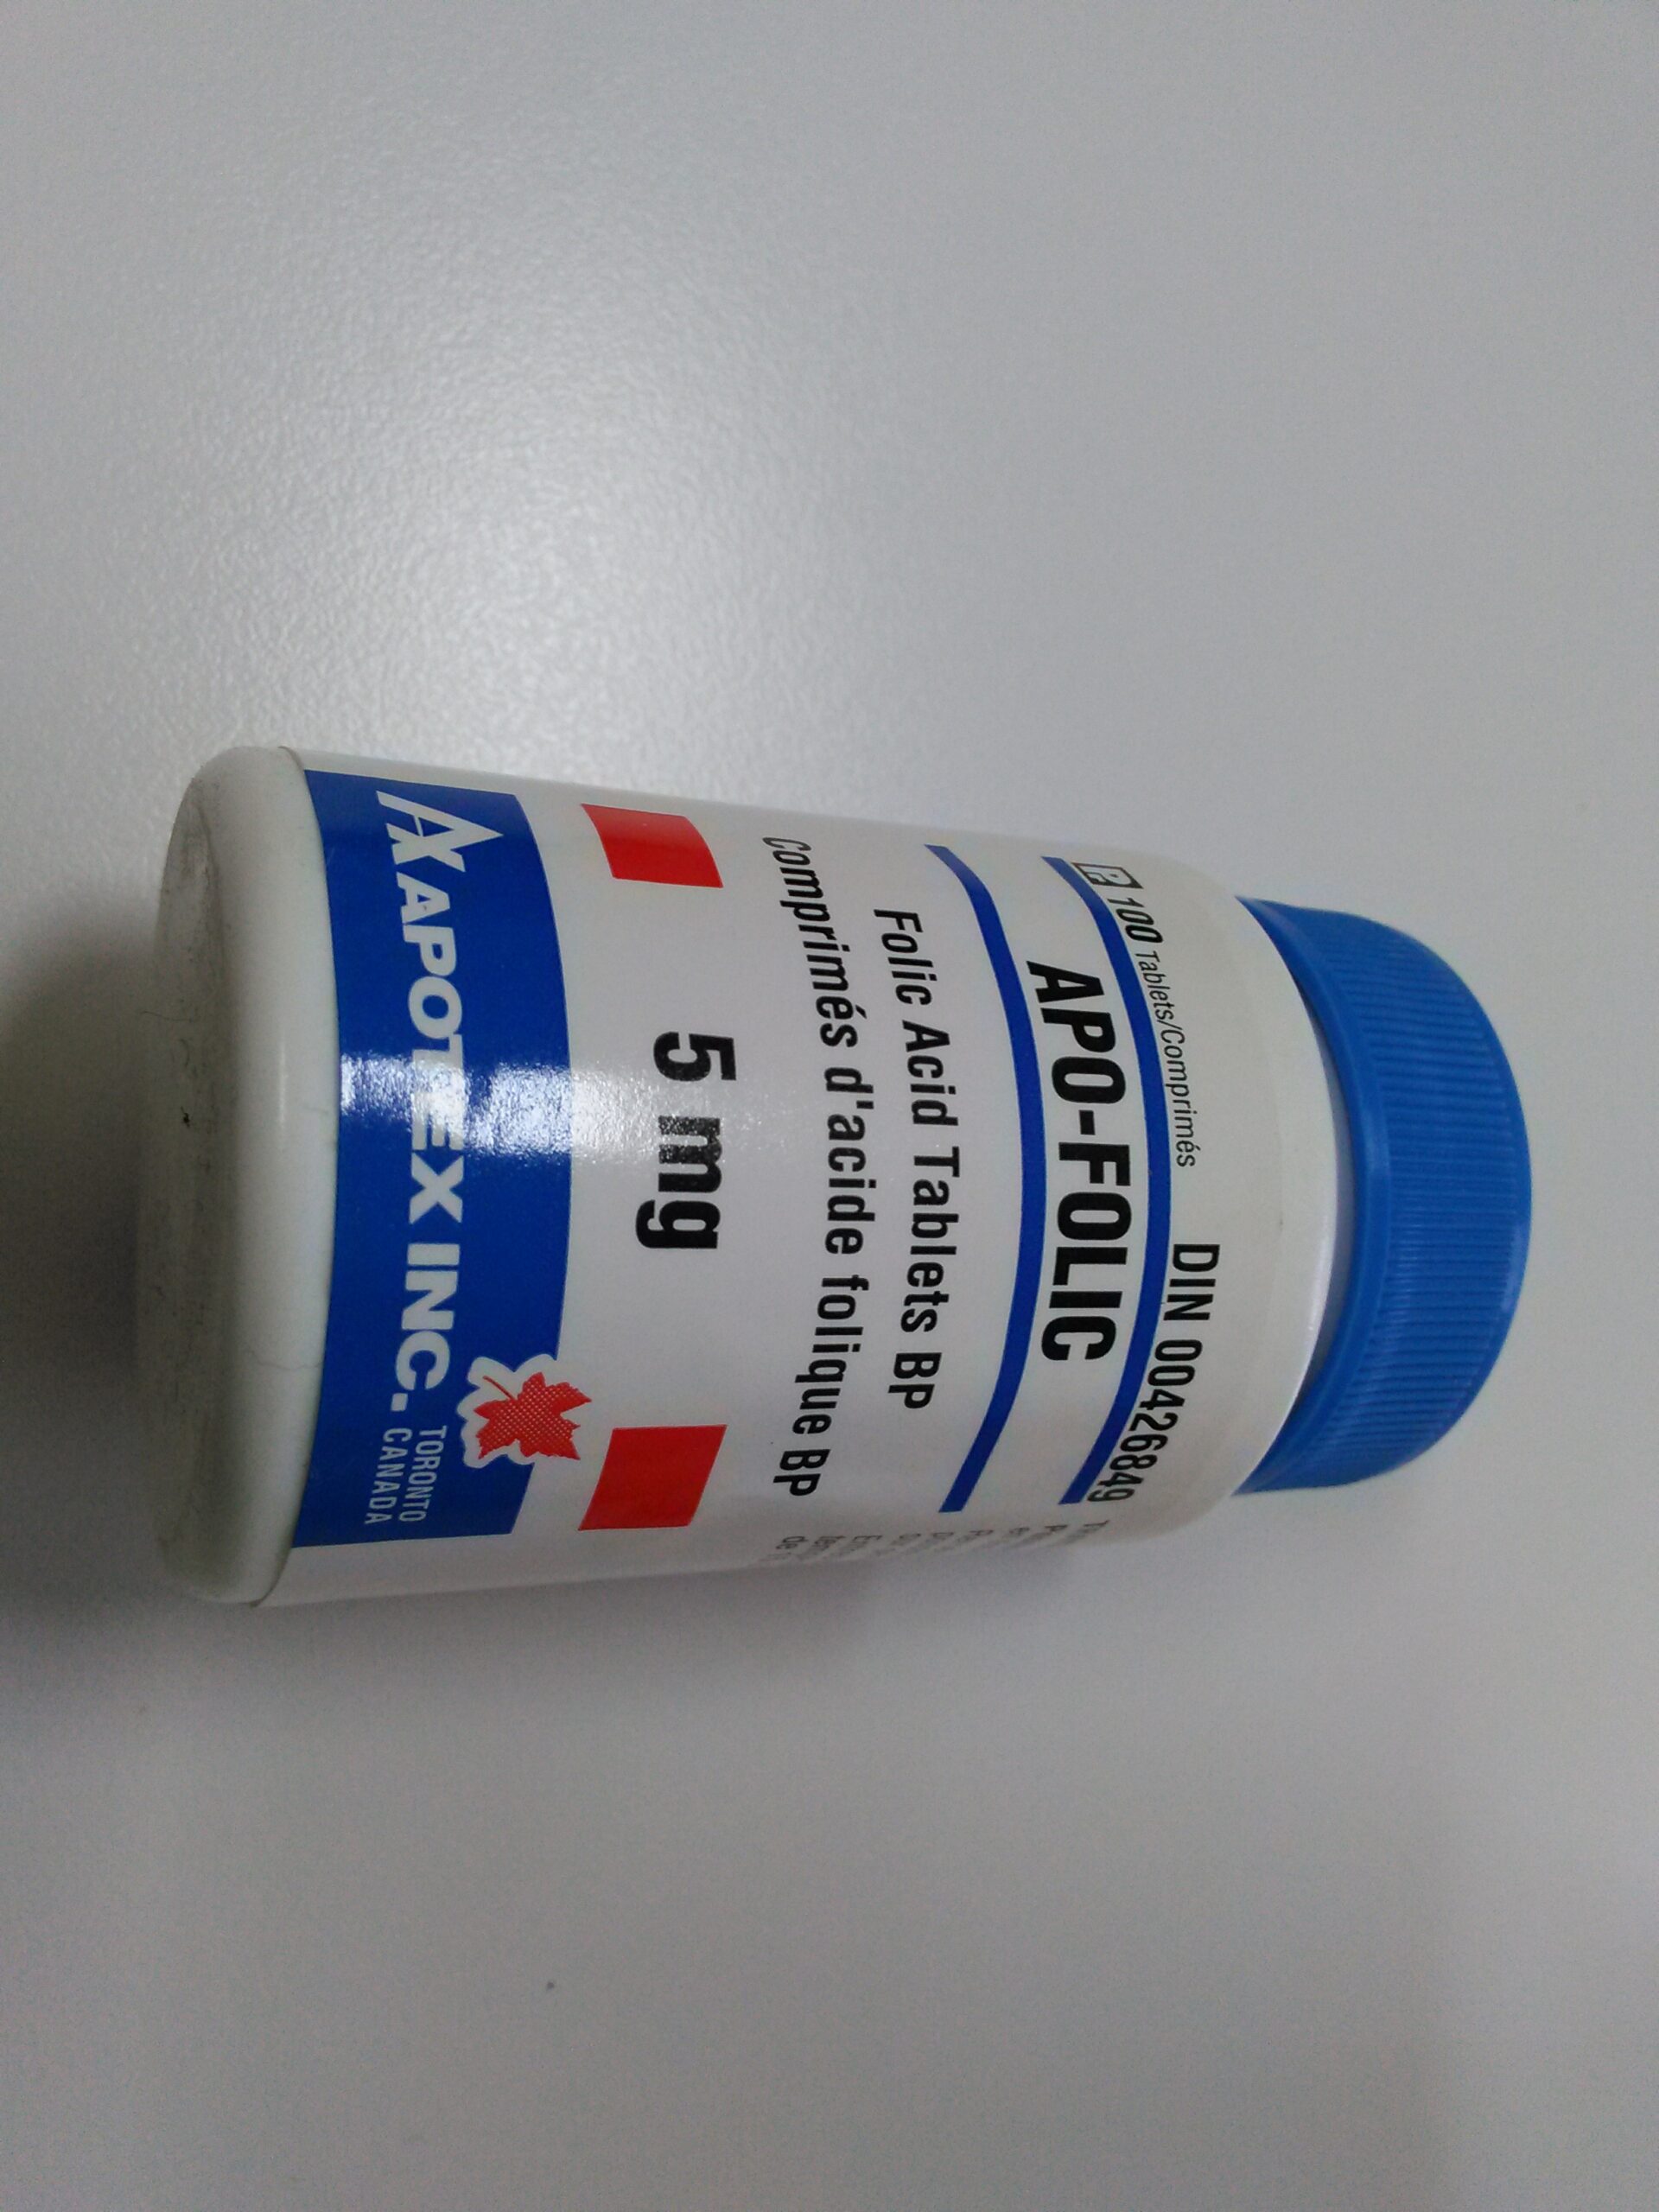 P 100 Tablets/Comprimés DIN 00426849
APO-FOLIC
Folic Acid Tablets BP
Comprimés d'acide folique BP
5 mg
APOTEX INC. TORONTO
CANADA